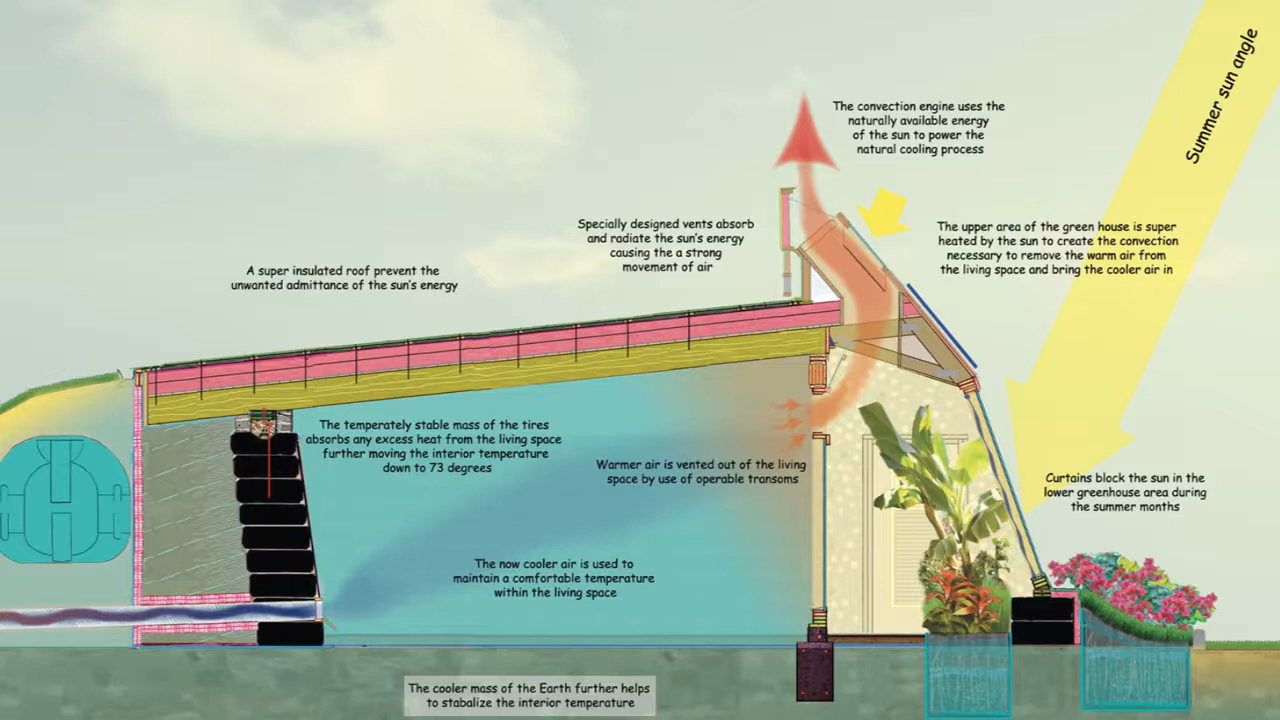 Summer sun angle
The convection engine uses the
naturally available energy
of the sun to power the
natural cooling process
Specially designed vents absorb
and radiate the sun's energy
causing the a strong
movement of air
The upper area of the green house is super
heated by the sun to create the convection
necessary to remove the warm air from
the living space and bring the cooler air in
A super insulated roof prevent the
unwanted admittance of the sun's energy
The temperately stable mass of the tires
absorbs any excess heat from the living space
further moving the interior temperature
down to 73 degrees
Warmer air is vented out of the living
space by use of operable transoms
Curtains block the sun in the
lower greenhouse area during
the summer months
The now cooler air is used to
maintain a comfortable temperature
within the living space
The cooler mass of the Earth further helps
to stabalize the interior temperature